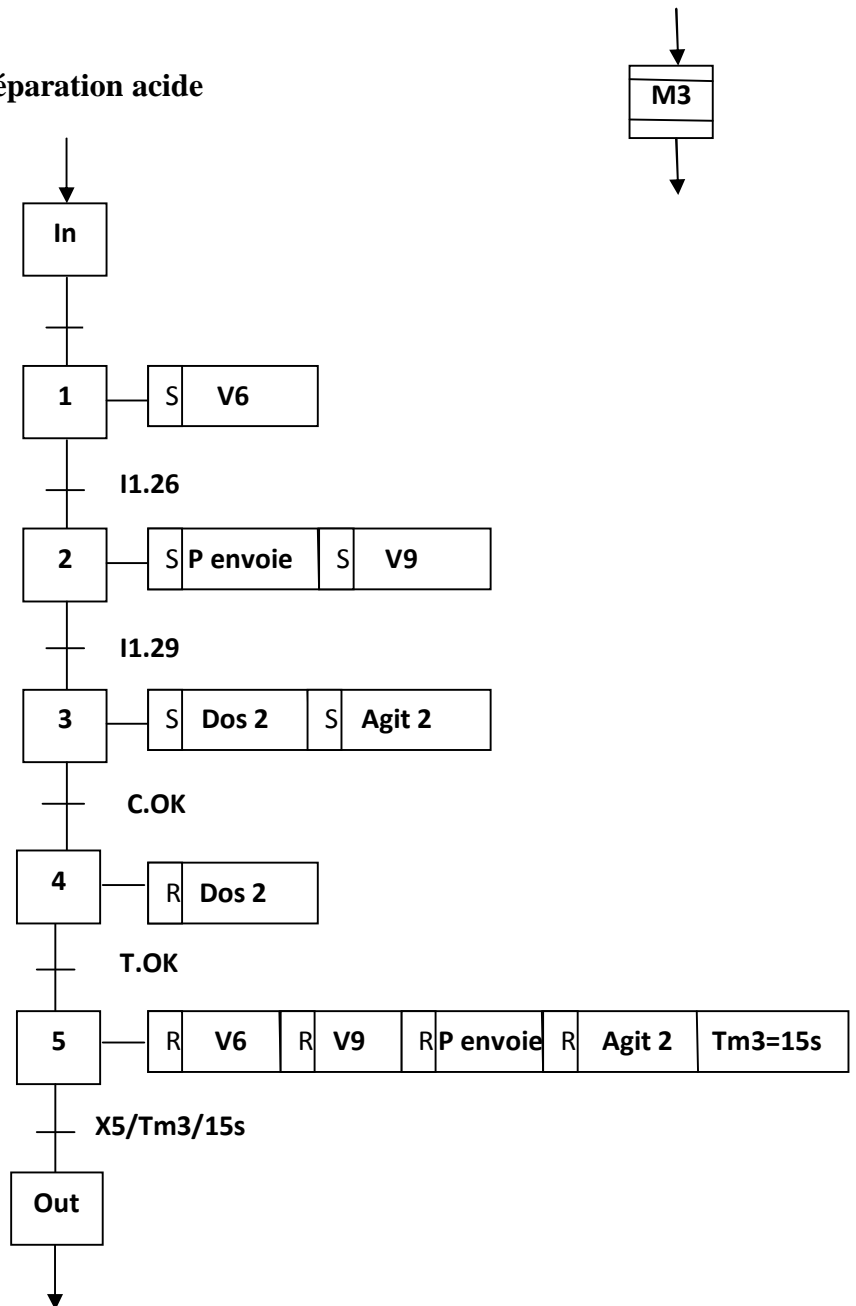 éparation acide
M3
In
1 S V6
I1.26
2 S P envoie S V9
I1.29
3 S Dos 2 S Agit 2
C.OK
4 R Dos 2
T.OK
5 R V6 R V9 R P envoie R Agit 2 Tm3=15s
X5/Tm3/15s
Out